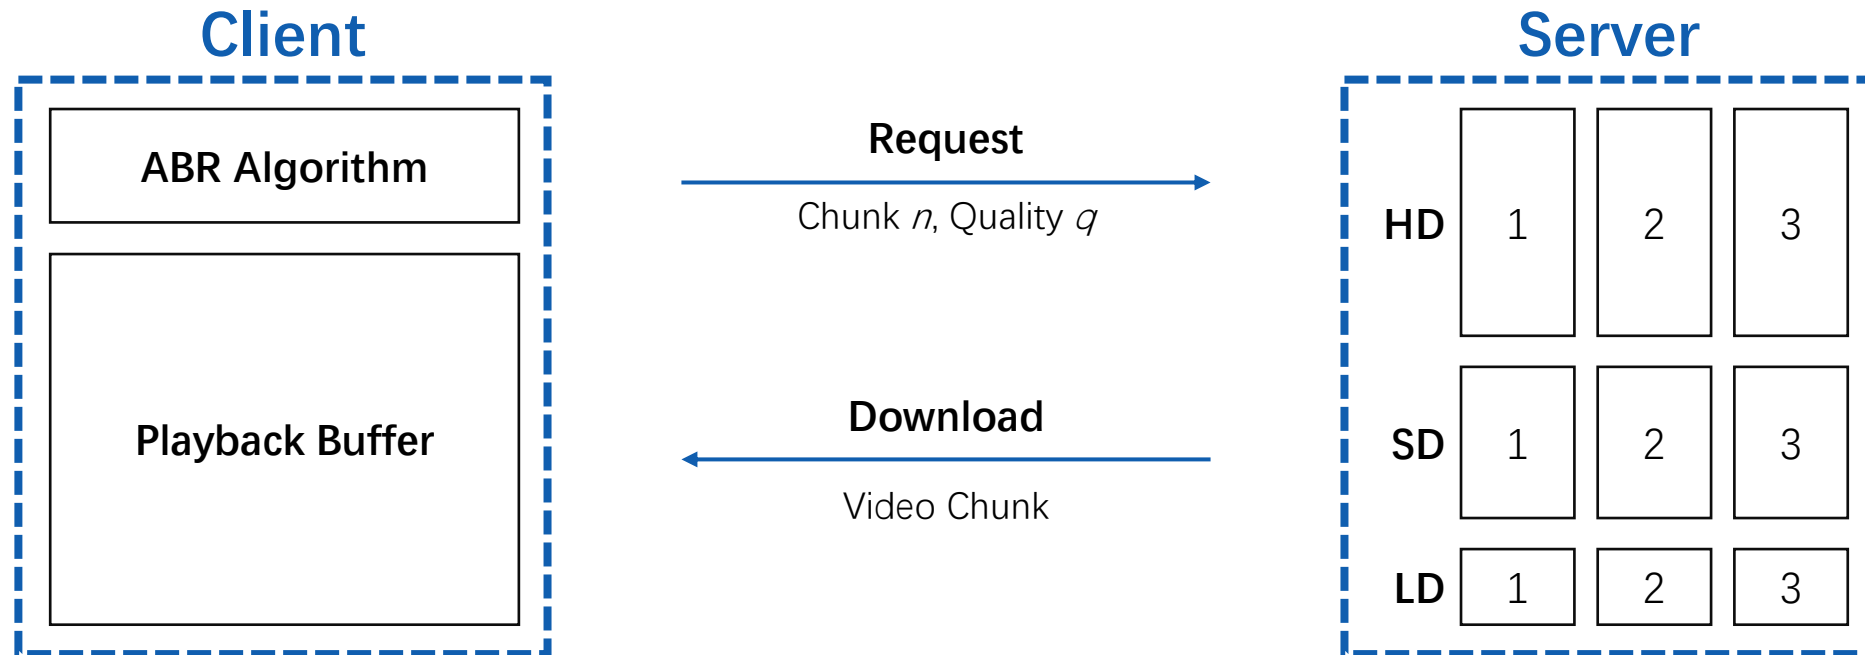 Client
Server
ABR Algorithm
Playback Buffer
Request
Chunk n, Quality q
Download
Video Chunk
HD 1 2 3
SD 1 2 3
LD 1 2 3